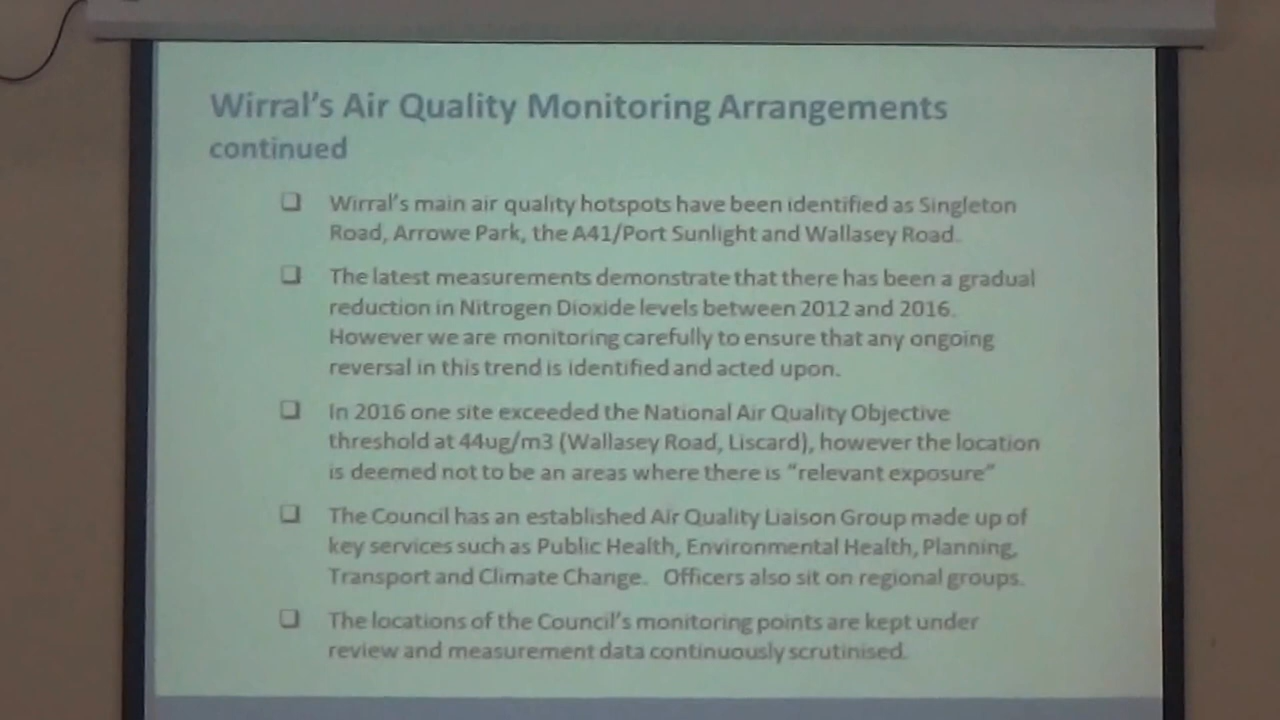 Wirral's Air Quality Monitoring Arrangements
continued
Wirral's main air quality hotspots have been identified as Singleton
Road, Arrowe Park, the A41/Port Sunlight and Wallasey Road.
The latest measurements demonstrate that there has been a gradual
reduction in Nitrogen Dioxide levels between 2012 and 2016.
However we are monitoring carefully to ensure that any ongoing
reversal in this trend is identified and acted upon.
In 2016 one site exceeded the National Air Quality Objective
threshold at 44ug/m3 (Wallasey Road, Liscard), however the location
is deemed not to be an areas where there is "relevant exposure"
The Council has an established Air Quality Liaison Group made up of
key services such as Public Health, Environmental Health, Planning,
Transport and Climate Change. Officers also sit on regional groups.
The locations of the Council's monitoring points are kept under
review and measurement data continuously scrutinised.